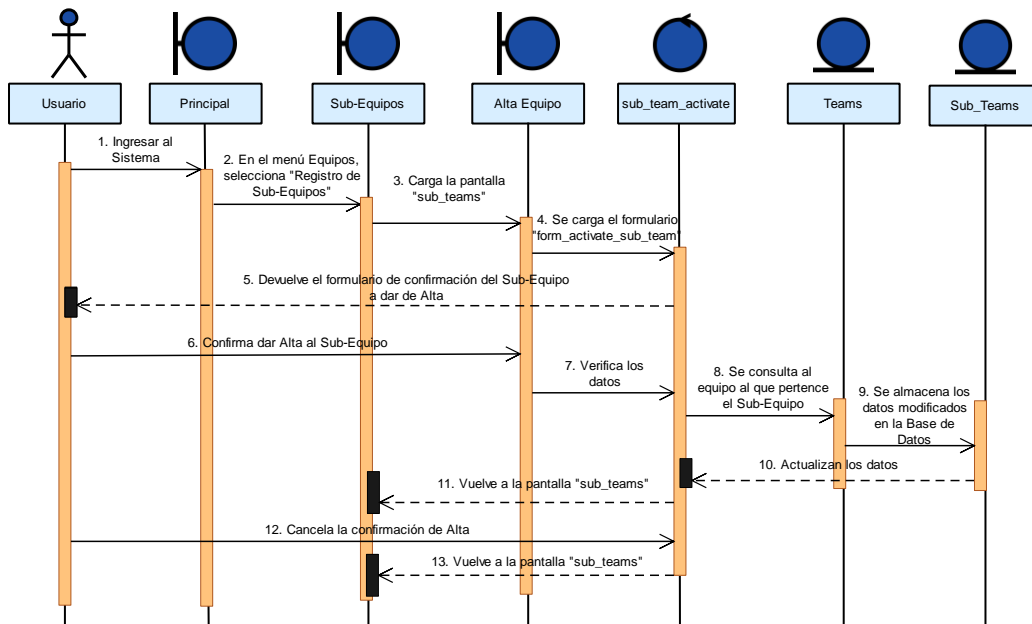 Usuario
Principal
Sub-Equipos
Alta Equipo
sub_team_activate
Teams
Sub_Teams
1. Ingresar al
Sistema
2. En el menú Equipos,
selecciona "Registro de
Sub-Equipos"
3. Carga la pantalla
"sub_teams"
4. Se carga el formulario
"form_activate_sub_team"
5. Devuelve el formulario de confirmación del Sub-Equipo
a dar de Alta
6. Confirma dar Alta al Sub-Equipo
7. Verifica los
datos
8. Se consulta al
equipo al que pertence
el Sub-Equipo
9. Se almacena los
datos modificados
en la Base de
Datos
10. Actualizan los datos
11. Vuelve a la pantalla "sub_teams"
12. Cancela la confirmación de Alta
13. Vuelve a la pantalla "sub_teams"